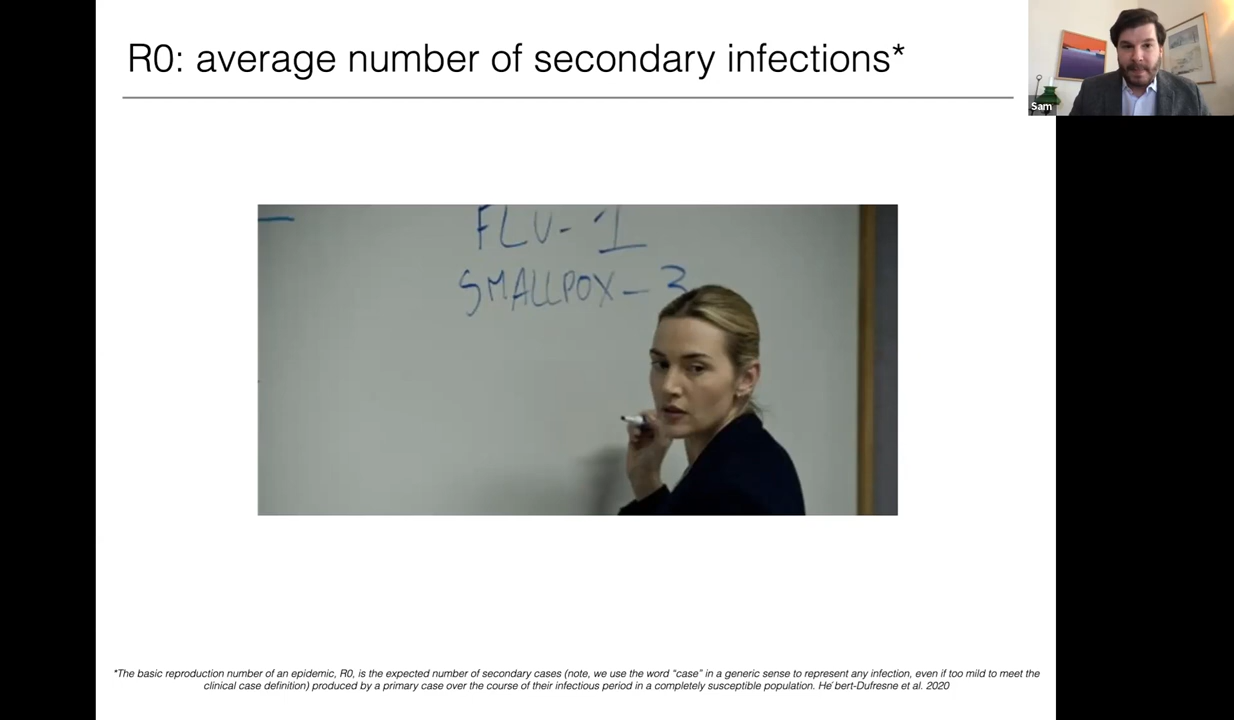 R0: average number of secondary infections*
Sam
FLU- 1
SMALLPOX - 3
*The basic reproduction number of an epidemic, R0, is the expected number of secondary cases (note, we use the word “case” in a generic sense to represent any infection, even if too mild to meet the
clinical case definition) produced by a primary case over the course of their infectious period in a completely susceptible population. He ́bert-Dufresne et al. 2020